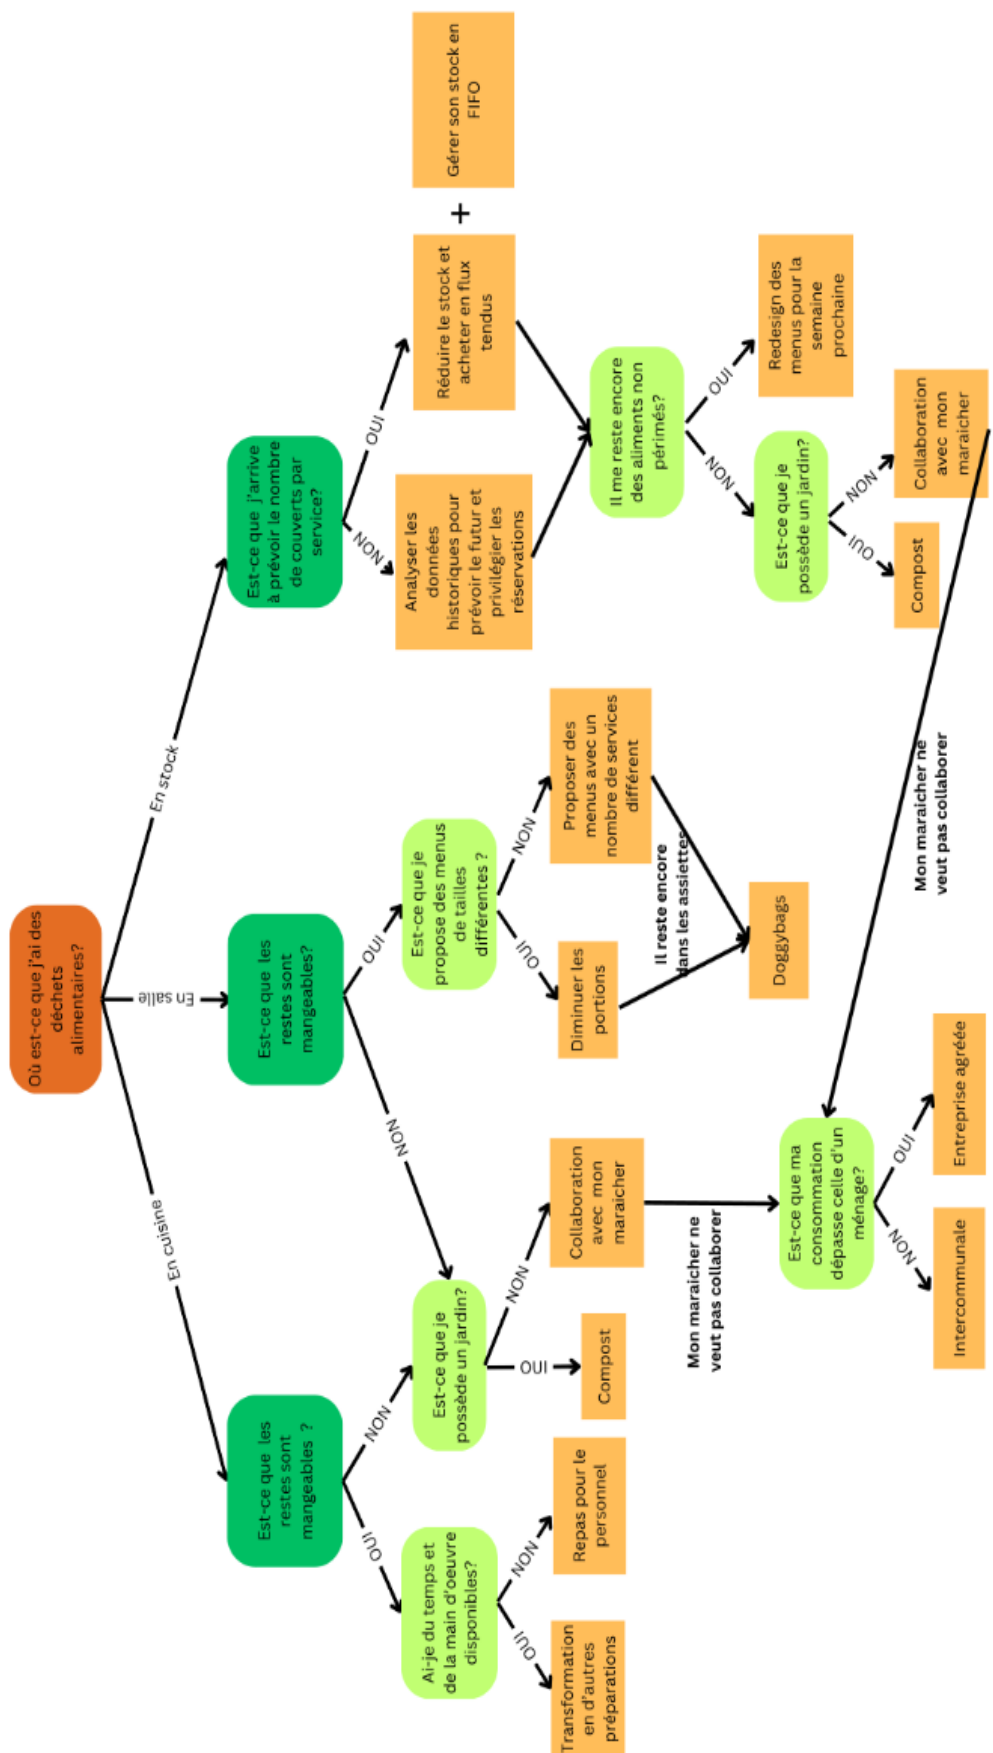 Où est-ce que j'ai des
déchets
alimentaires?
En cuisine
En salle
En stock
Est-ce que les
restes sont
mangeables ?
Est-ce que les
restes sont
mangeables?
Est-ce que j'arrive
à prévoir le nombre
de couverts par
service?
OUI
NON
NON
OUI
NON
OUI
Ai-je du temps et
de la main d'oeuvre
disponibles?
Est-ce que je
possède un jardin?
Est-ce que je
propose des menus
de tailles
différentes ?
Analyser les
données
historiques pour
prévoir le futur et
privilégier les
réservations
Réduire le stock et
acheter en flux
tendus
+
Gérer son stock en
FIFO
OUI
NON
OUI
NON
OUI
NON
Transformation
en d'autres
préparations
Repas pour le
personnel
Compost
Collaboration
avec mon
maraicher
Diminuer les
portions
Proposer des
menus avec un
nombre de services
différent
Il me reste encore
des aliments non
périmés?
Il reste encore
dans les assiettes
NON
OUI
Mon maraicher ne
veut pas collaborer
Doggybags
Est-ce que je
possède un jardin?
Redesign des
menus pour la
semaine
prochaine
Est-ce que ma
consommation
dépasse celle d'un
ménage?
OUI
NON
Compost
Collaboration
avec mon
maraicher
Mon maraicher ne
veut pas collaborer
NON
OUI
Intercommunale
Entreprise agréée